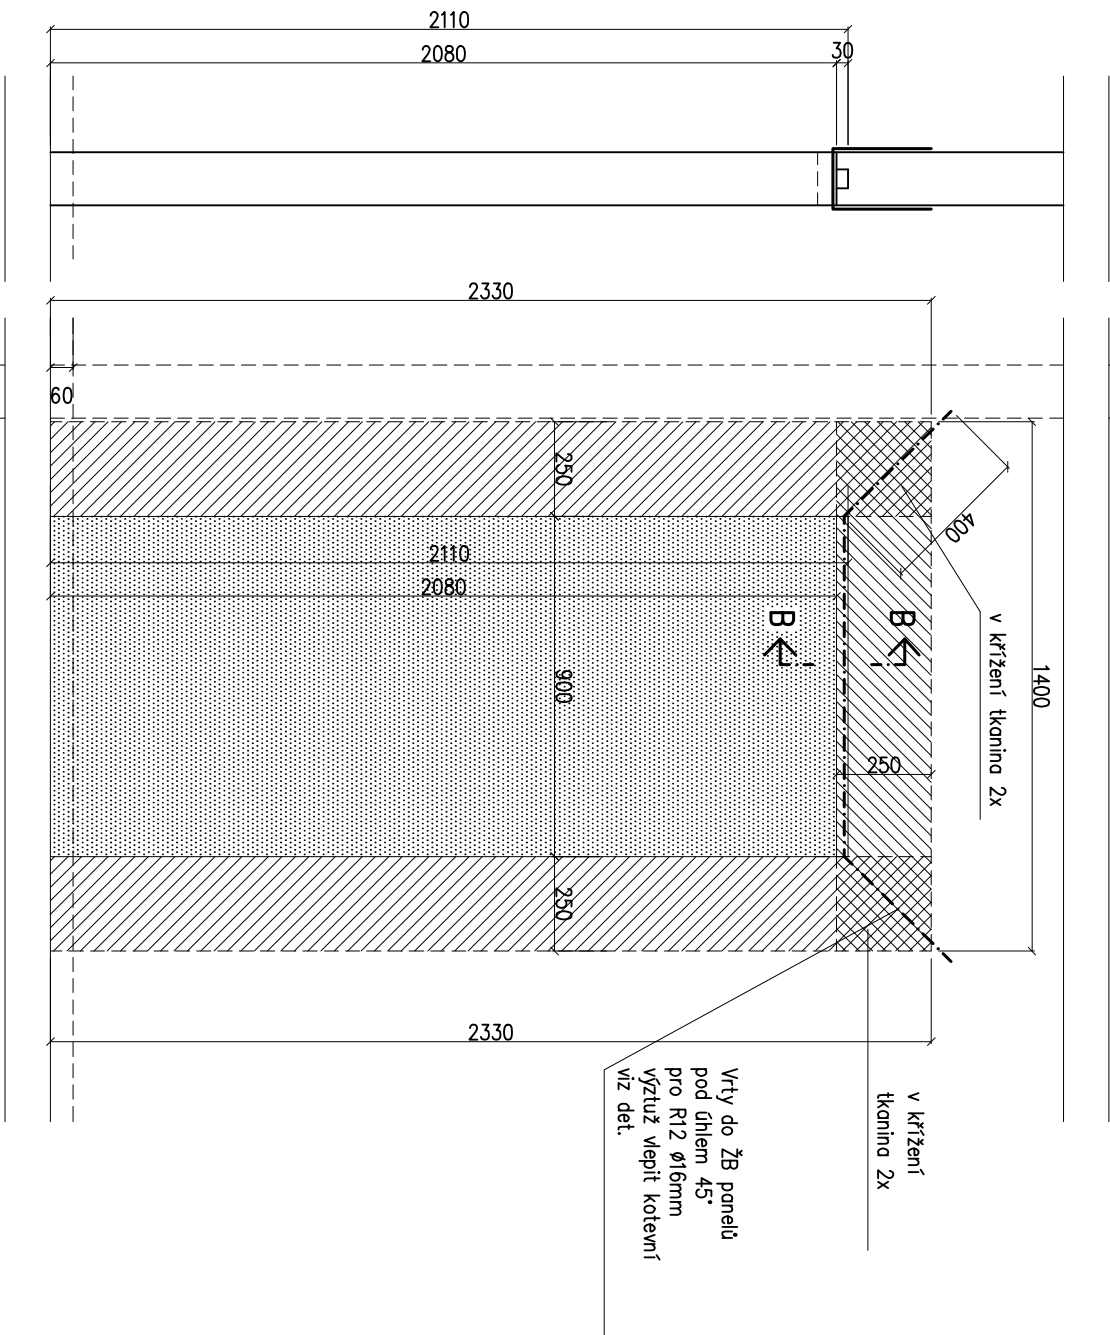 2110
2080
30
2330
60
250
400
2110
2080
B
B
v křížení tkanina 2x
1400
900
250
250
2330
v křížení
tkanina 2x
Vrty do ŽB panelů
pod úhlem 45°
pro R12 ø16mm
výztuž vlepit kotevní
viz det.